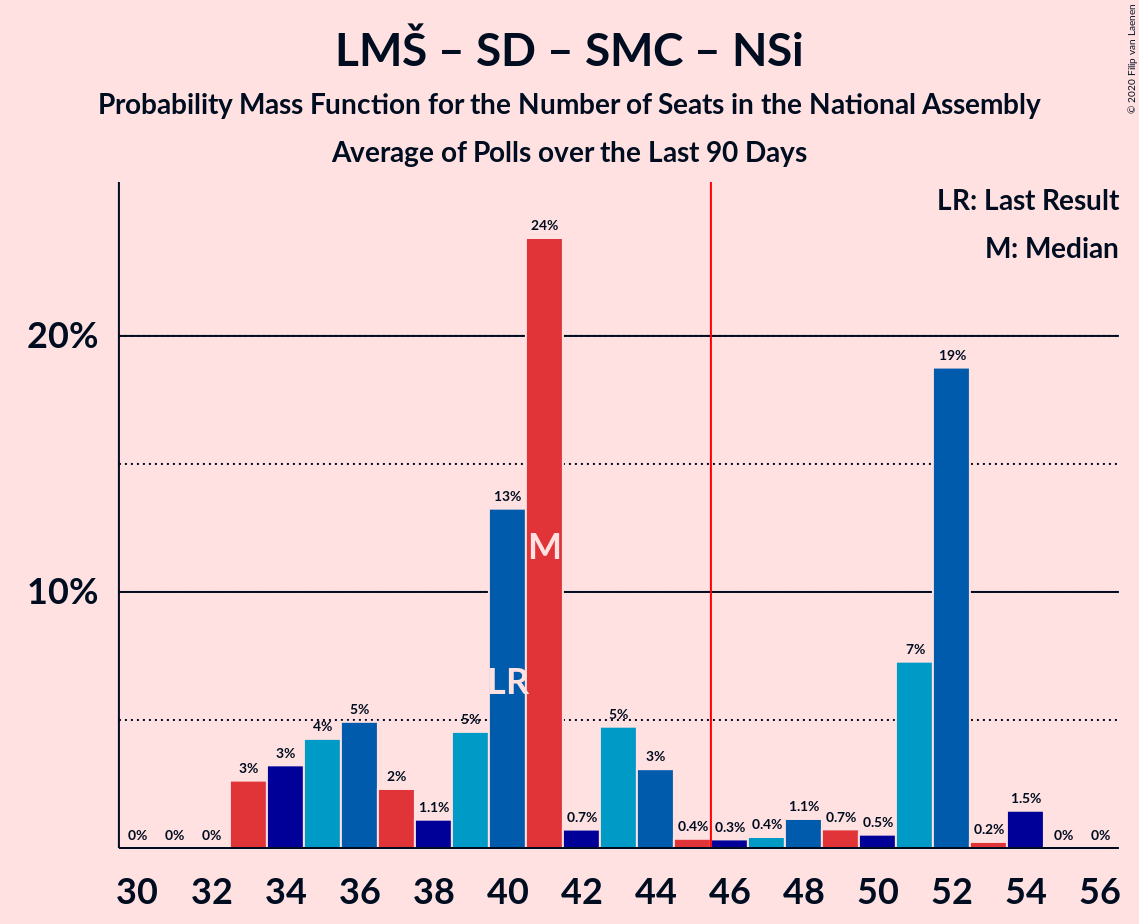 LMŠ – SD – SMC – NSi
Probability Mass Function for the Number of Seats in the National Assembly
Average of Polls over the Last 90 Days
© 2020 Filip van Laenen
LR: Last Result
M: Median
20%
10%
0% 0% 0% 3% 3% 4% 5% 2% 1.1% 5% 13% 24% 0.7% 5% 3% 0.4% 0.3% 0.4% 1.1% 0.7% 0.5% 7% 19% 0.2% 1.5% 0% 0%
M
LR
30 32 34 36 38 40 42 44 46 48 50 52 54 56